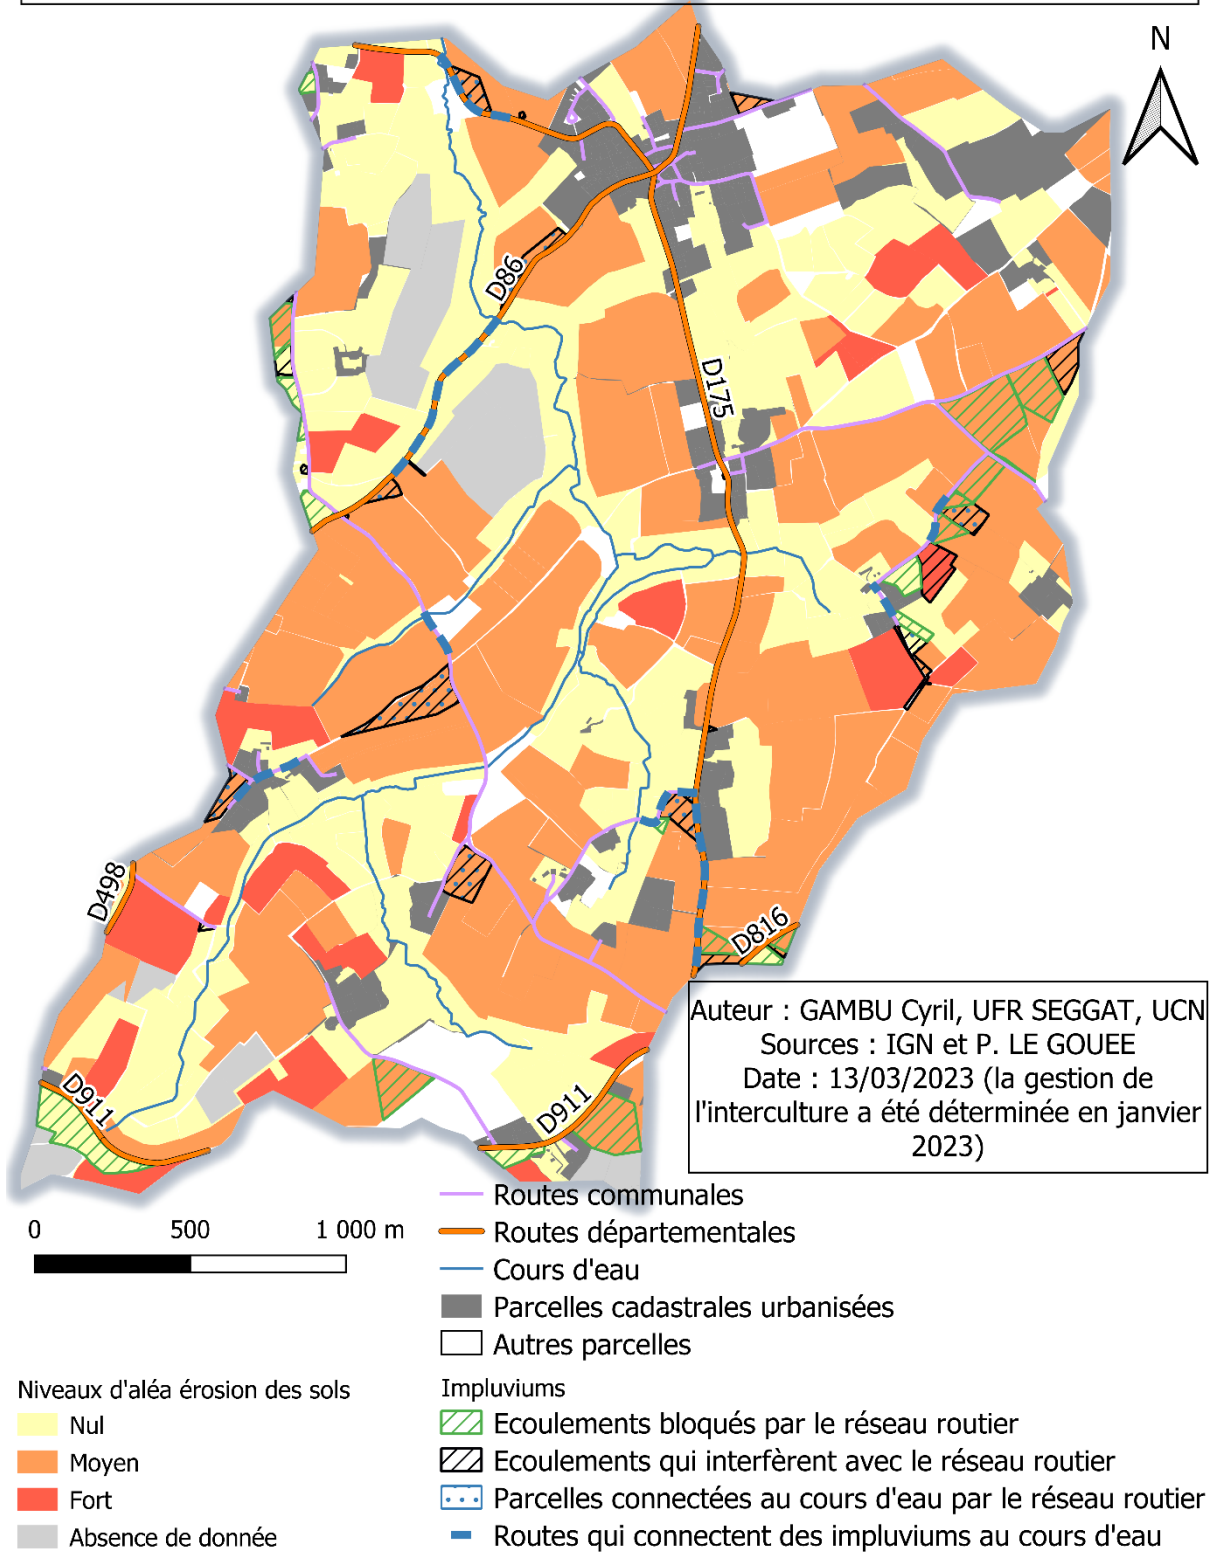 N
D86
D175
D498
D816
D911
D911
Auteur : GAMBU Cyril, UFR SEGGAT, UCN
Sources : IGN et P. LE GOUEE
Date : 13/03/2023 (la gestion de
l'interculture a été déterminée en janvier
2023)
0 500 1 000 m
Routes communales
Routes départementales
Cours d'eau
Parcelles cadastrales urbanisées
Autres parcelles
Niveaux d'aléa érosion des sols
Nul
Moyen
Fort
Absence de donnée
Impluviums
Ecoulements bloqués par le réseau routier
Ecoulements qui interfèrent avec le réseau routier
Parcelles connectées au cours d'eau par le réseau routier
Routes qui connectent des impluviums au cours d'eau